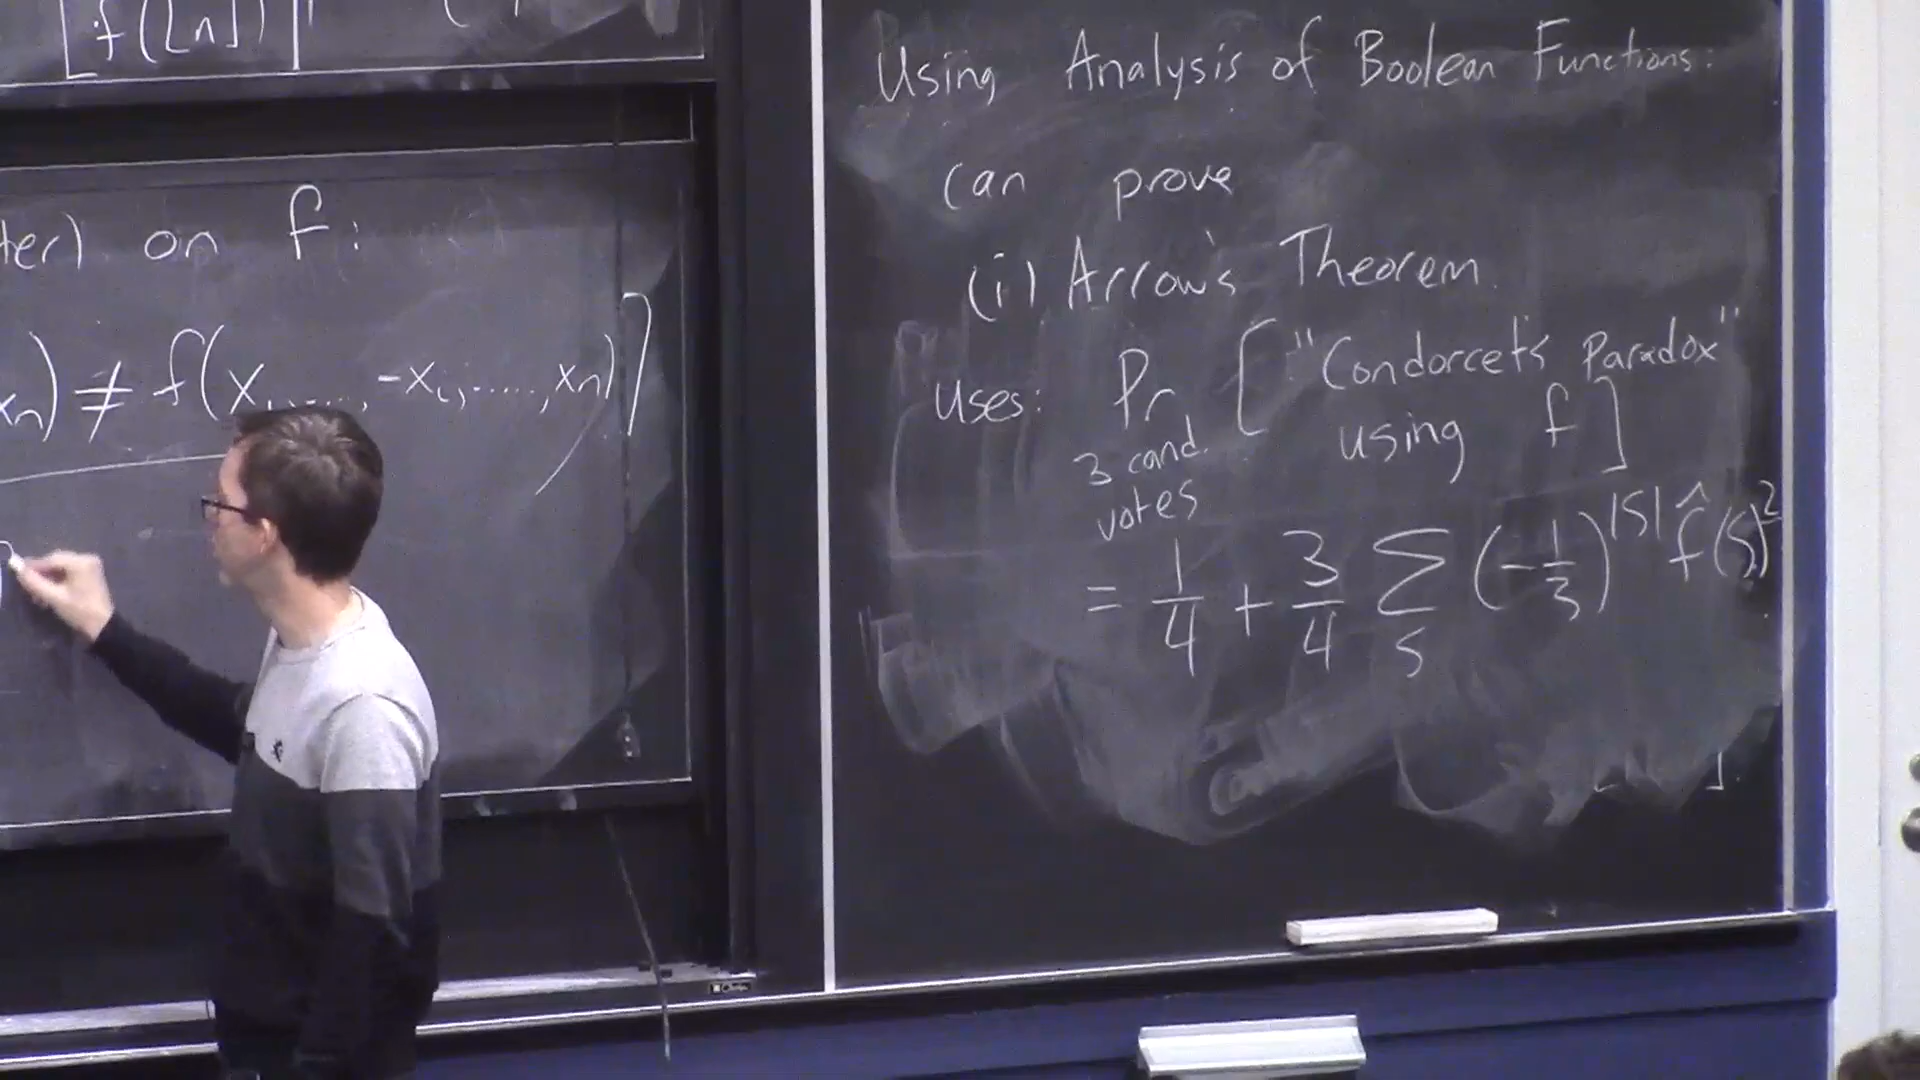 f([n])
ter) on f:
xn) ≠ f(x1,...., -xi,....., xn)]
Using Analysis of Boolean Functions:
can prove
(i) Arrow's Theorem.
Uses: Pr ["Condorcet's Paradox"
3 cand. using f]
votes
= 1/4 + 3/4 ∑_S (-1/3)^|S| f̂(S)^2